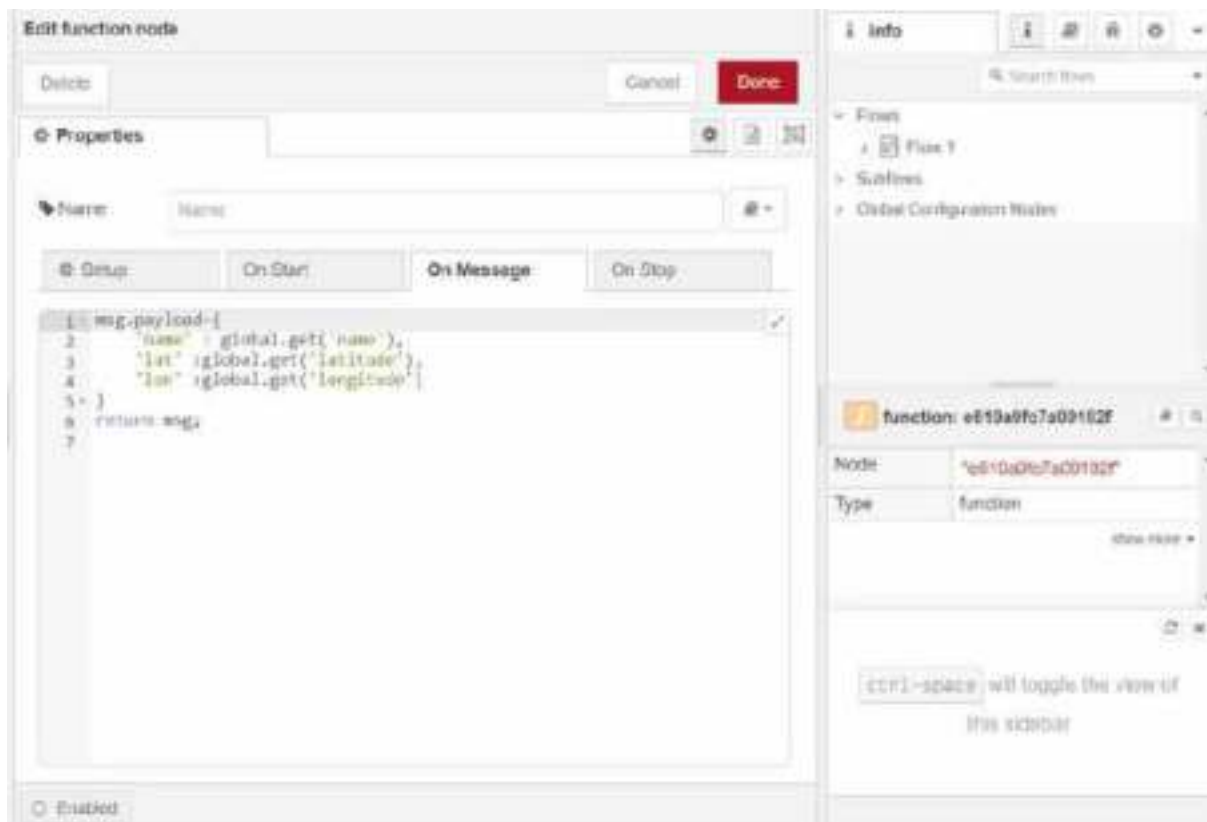 Edit function node
Delete
Cancel
Done
Properties
Name
Name
Setup
On Start
On Message
On Stop
1 msg.payload={
2 "name" : global.get('name'),
3 "lat" :global.get('latitude'),
4 "lon" :global.get('longitude'
5 }
6 return msg;
7
Enabled
i Info
Search flows
Flows
Flow 1
Subflows
Global Configuration Nodes
function:
Node
Type function
show more
ctrl-space will toggle the view of
this sidebar